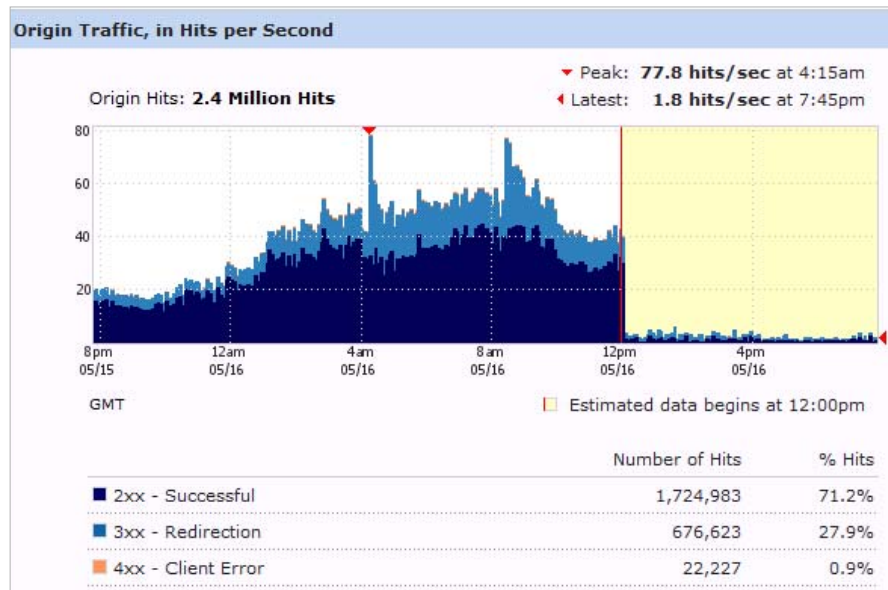 Origin Traffic, in Hits per Second
Peak: 77.8 hits/sec at 4:15am
Origin Hits: 2.4 Million Hits
Latest: 1.8 hits/sec at 7:45pm
80
60
40
20
8pm 12am 4am 8am 12pm 4pm
05/15 05/16 05/16 05/16 05/16 05/16
GMT
Estimated data begins at 12:00pm
Number of Hits % Hits
2xx - Successful 1,724,983 71.2%
3xx - Redirection 676,623 27.9%
4xx - Client Error 22,227 0.9%